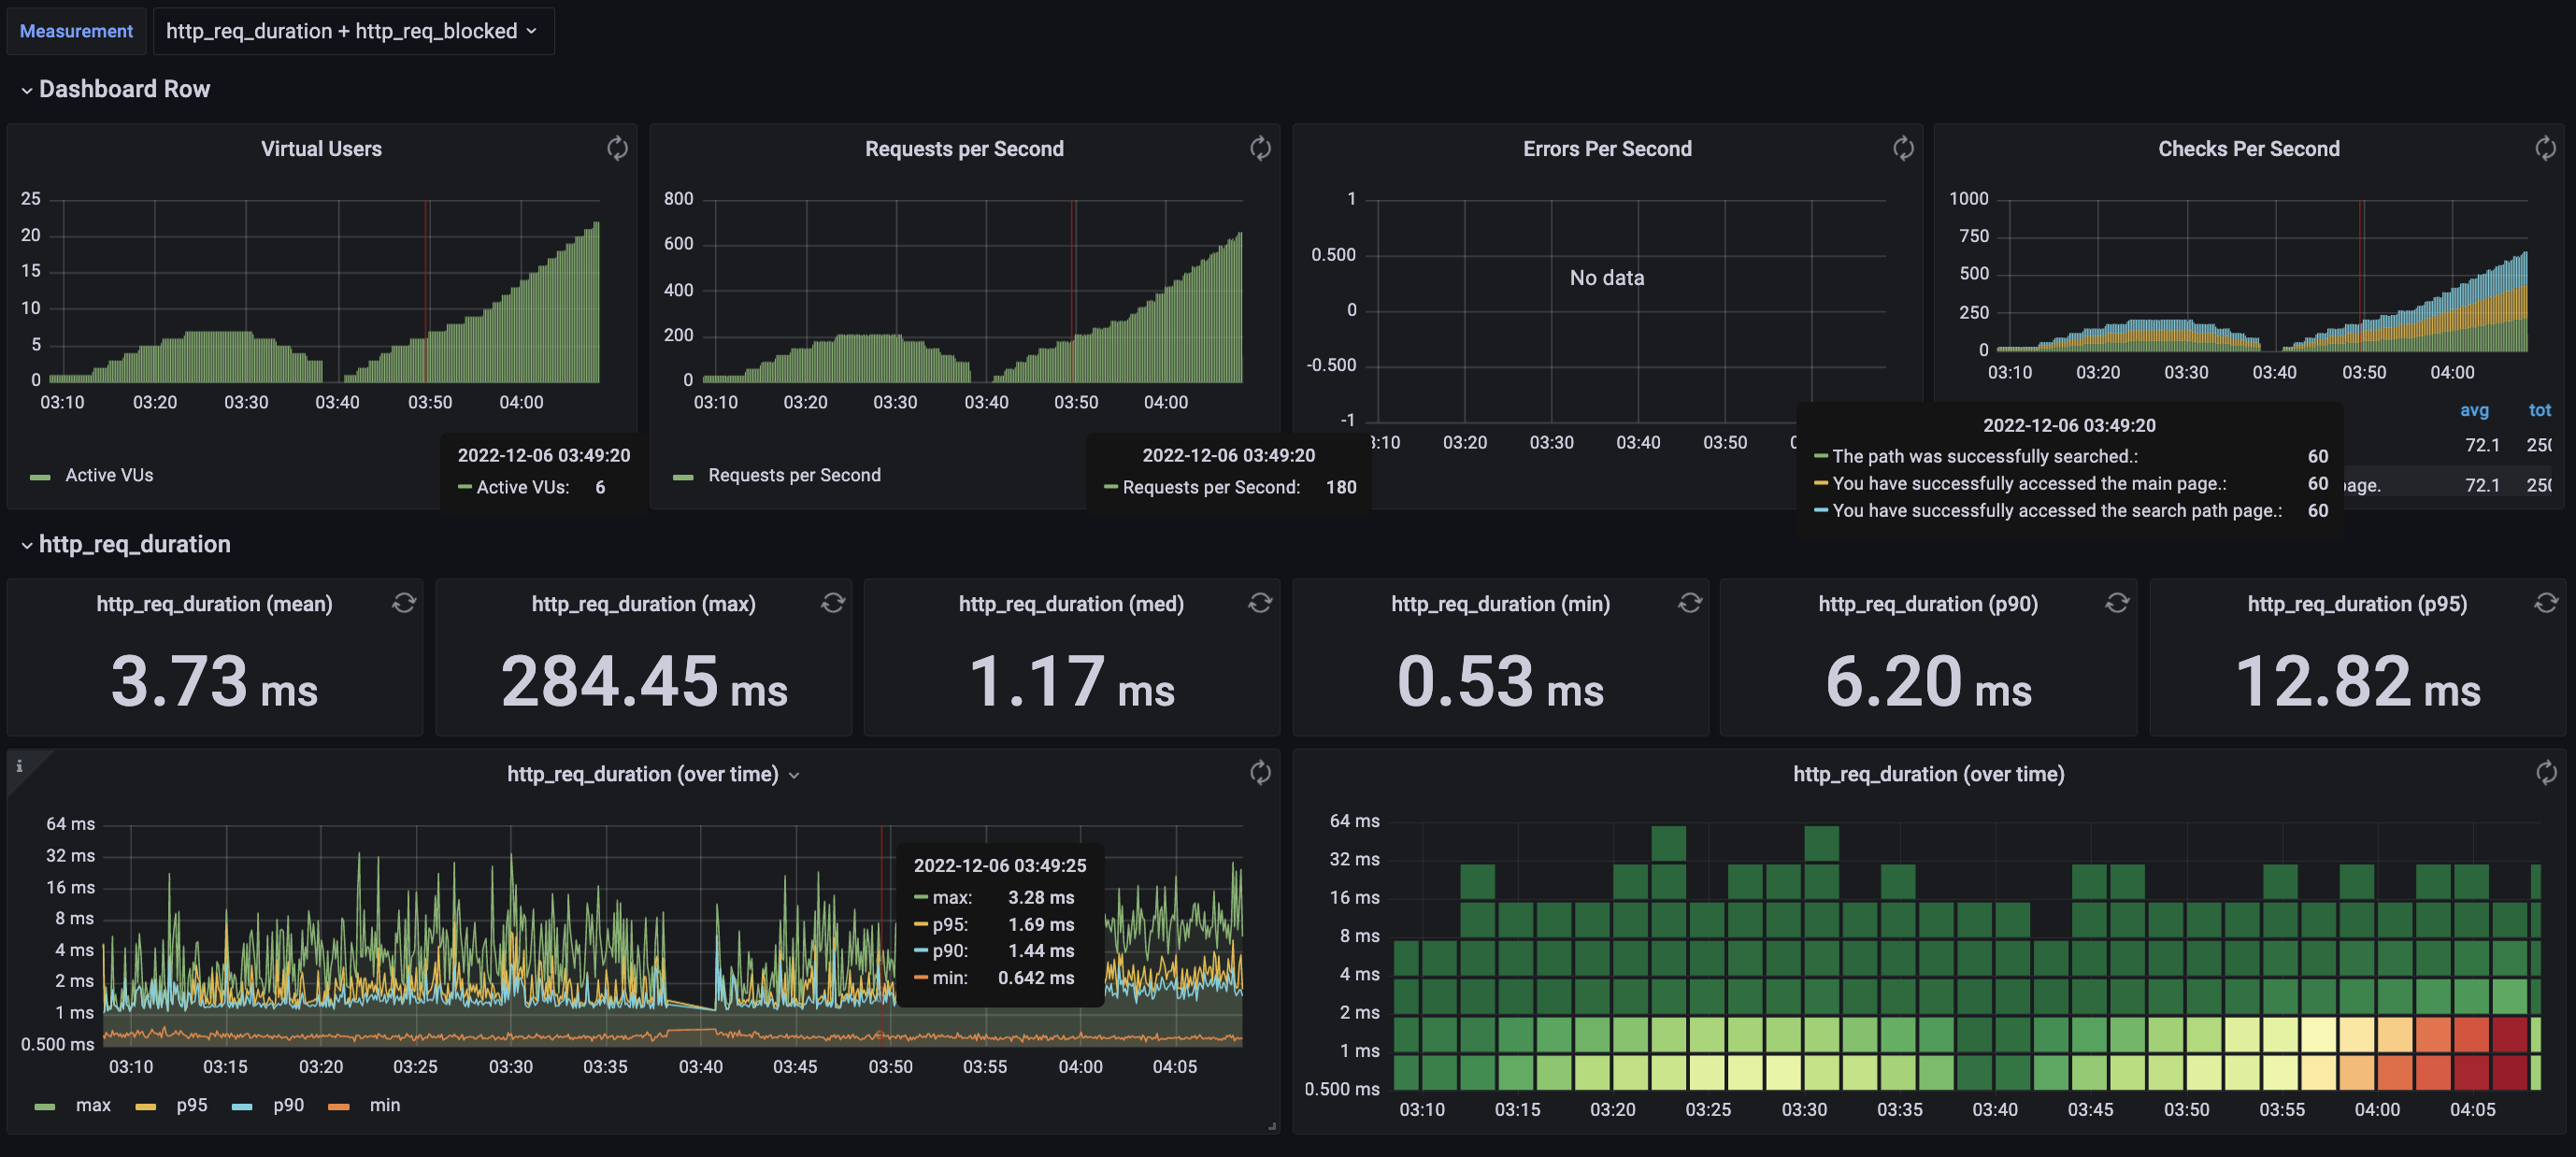 Measurement http_req_duration + http_req_blocked
Dashboard Row
Virtual Users
25
20
15
10
5
0
03:10 03:20 03:30 03:40 03:50 04:00
Active VUs
2022-12-06 03:49:20
Active VUs: 6
Requests per Second
800
600
400
200
0
03:10 03:20 03:30 03:40 03:50 04:00
Requests per Second
2022-12-06 03:49:20
Requests per Second: 180
Errors Per Second
1
0.500
0
-0.500
-1
No data
3:10 03:20 03:30 03:40 03:50 0
Checks Per Second
1000
750
500
250
0
03:10 03:20 03:30 03:40 03:50 04:00
avg tot
72.1 250
page. 72.1 250
2022-12-06 03:49:20
The path was successfully searched.: 60
You have successfully accessed the main page.: 60
You have successfully accessed the search path page.: 60
http_req_duration
http_req_duration (mean)
3.73 ms
http_req_duration (max)
284.45 ms
http_req_duration (med)
1.17 ms
http_req_duration (min)
0.53 ms
http_req_duration (p90)
6.20 ms
http_req_duration (p95)
12.82 ms
i
http_req_duration (over time)
64 ms
32 ms
16 ms
8 ms
4 ms
2 ms
1 ms
0.500 ms
03:10 03:15 03:20 03:25 03:30 03:35 03:40 03:45 03:50 03:55 04:00 04:05
2022-12-06 03:49:25
max: 3.28 ms
p95: 1.69 ms
p90: 1.44 ms
min: 0.642 ms
max p95 p90 min
http_req_duration (over time)
64 ms
32 ms
16 ms
8 ms
4 ms
2 ms
1 ms
0.500 ms
03:10 03:15 03:20 03:25 03:30 03:35 03:40 03:45 03:50 03:55 04:00 04:05